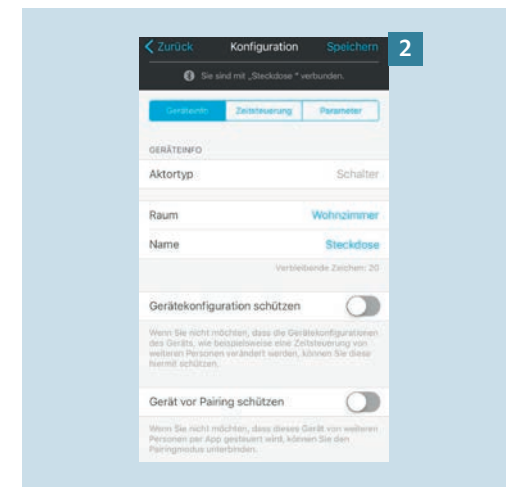 Zurück Konfiguration Speichern 2
Sie sind mit „Steckdose " verbunden.
Geräteinfo Zeitsteuerung Parameter
GERÄTEINFO
Aktortyp Schalter
Raum Wohnzimmer
Name Steckdose
Verbleibende Zeichen: 20
Gerätekonfiguration schützen
Wenn Sie nicht möchten, dass die Gerätekonfigurationen
des Geräts, wie beispielsweise eine Zeitsteuerung von
weiteren Personen verändert werden, können Sie diese
hiermit schützen.
Gerät vor Pairing schützen
Wenn Sie nicht möchten, dass dieses Gerät von weiteren
Personen per App gesteuert wird, können Sie den
Pairingmodus unterbinden.